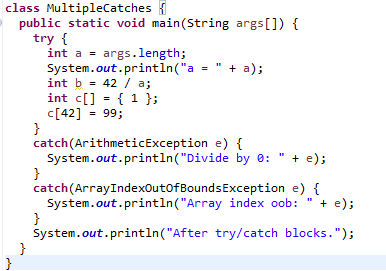 class MultipleCatches {
  public static void main(String args[]) {
    try {
      int a = args.length;
      System.out.println("a = " + a);
      int b = 42 / a;
      int c[] = { 1 };
      c[42] = 99;
    }
    catch(ArithmeticException e) {
      System.out.println("Divide by 0: " + e);
    }
    catch(ArrayIndexOutOfBoundsException e) {
      System.out.println("Array index oob: " + e);
    }
    System.out.println("After try/catch blocks.");
  }
}